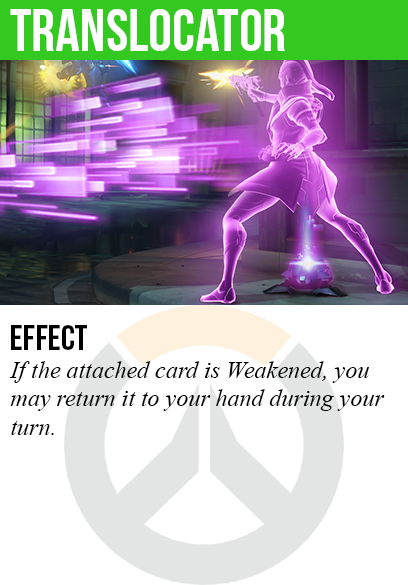 TRANSLOCATOR
EFFECT
If the attached card is Weakened, you
may return it to your hand during your
turn.